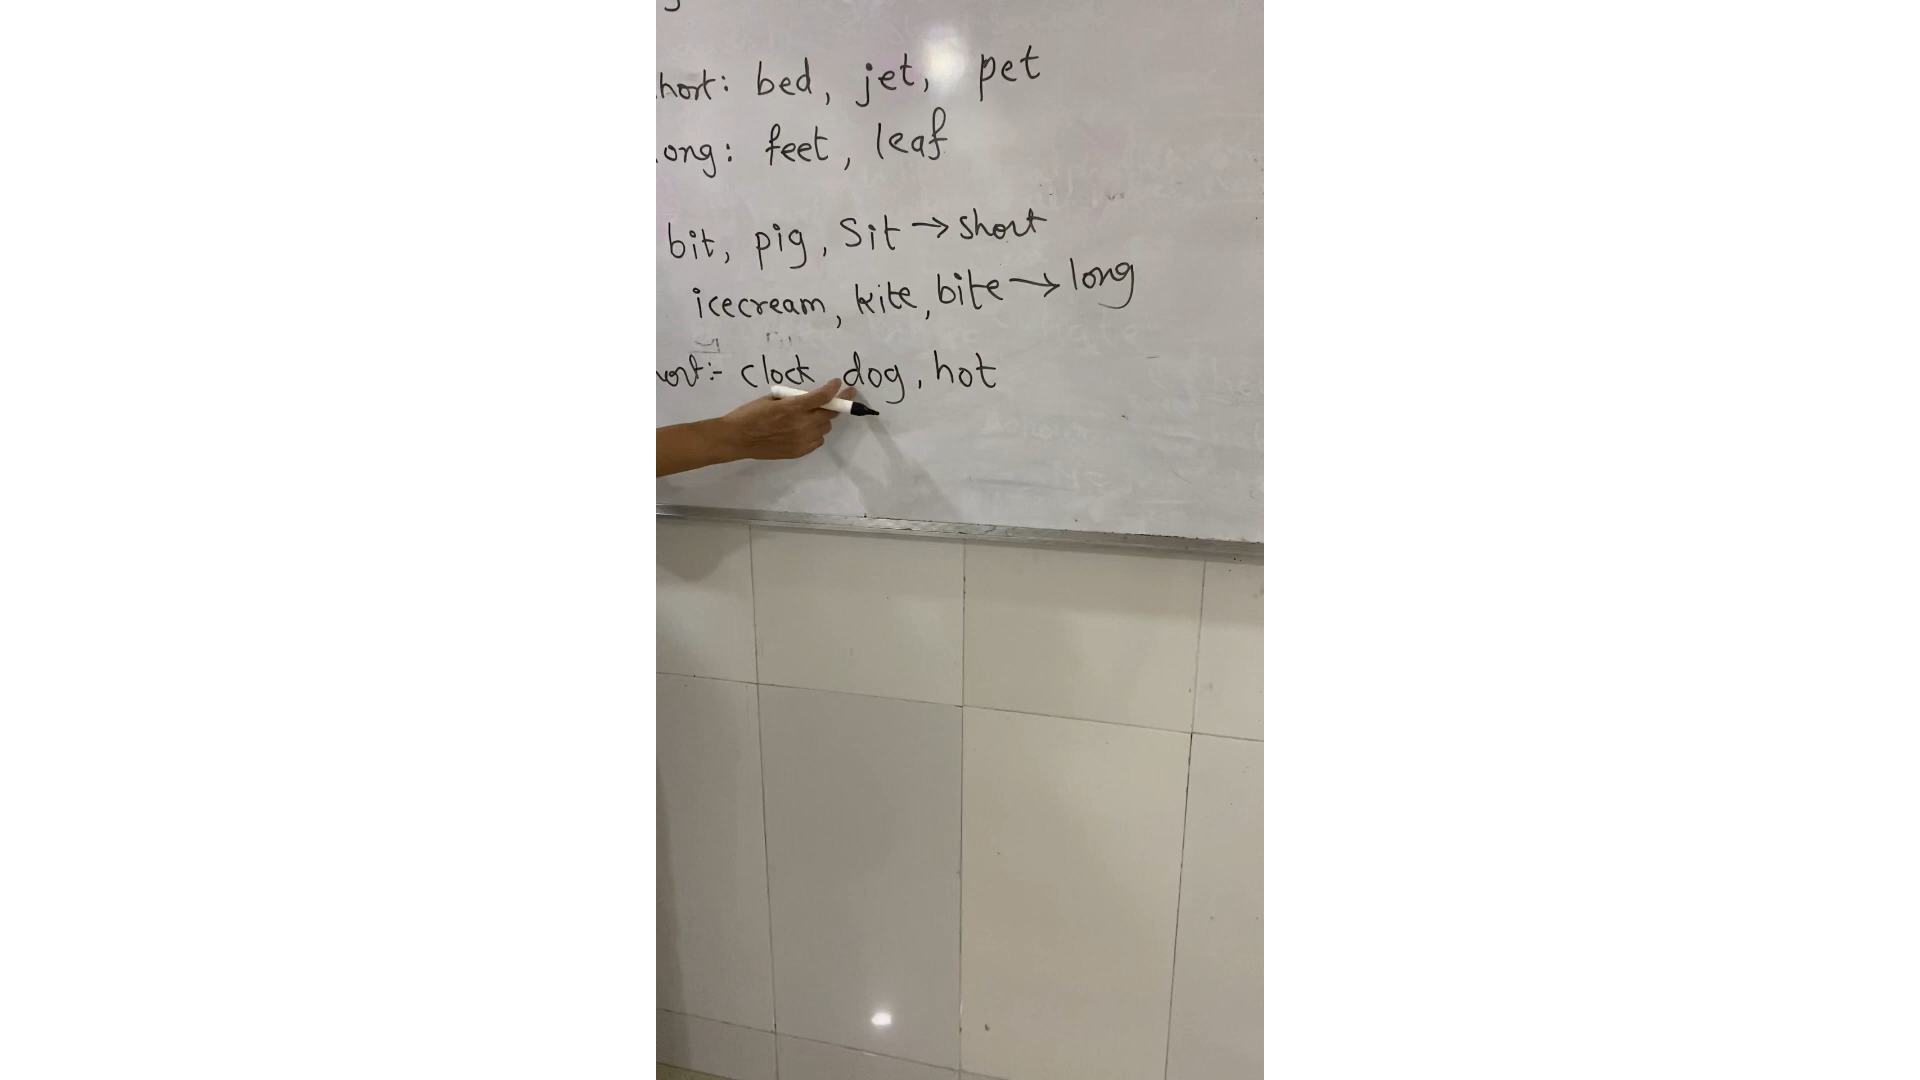 hort: bed, jet, pet
ong: feet, leaf
bit, pig, Sit → short
icecream, kite, bite → long
ort:- clock dog, hot